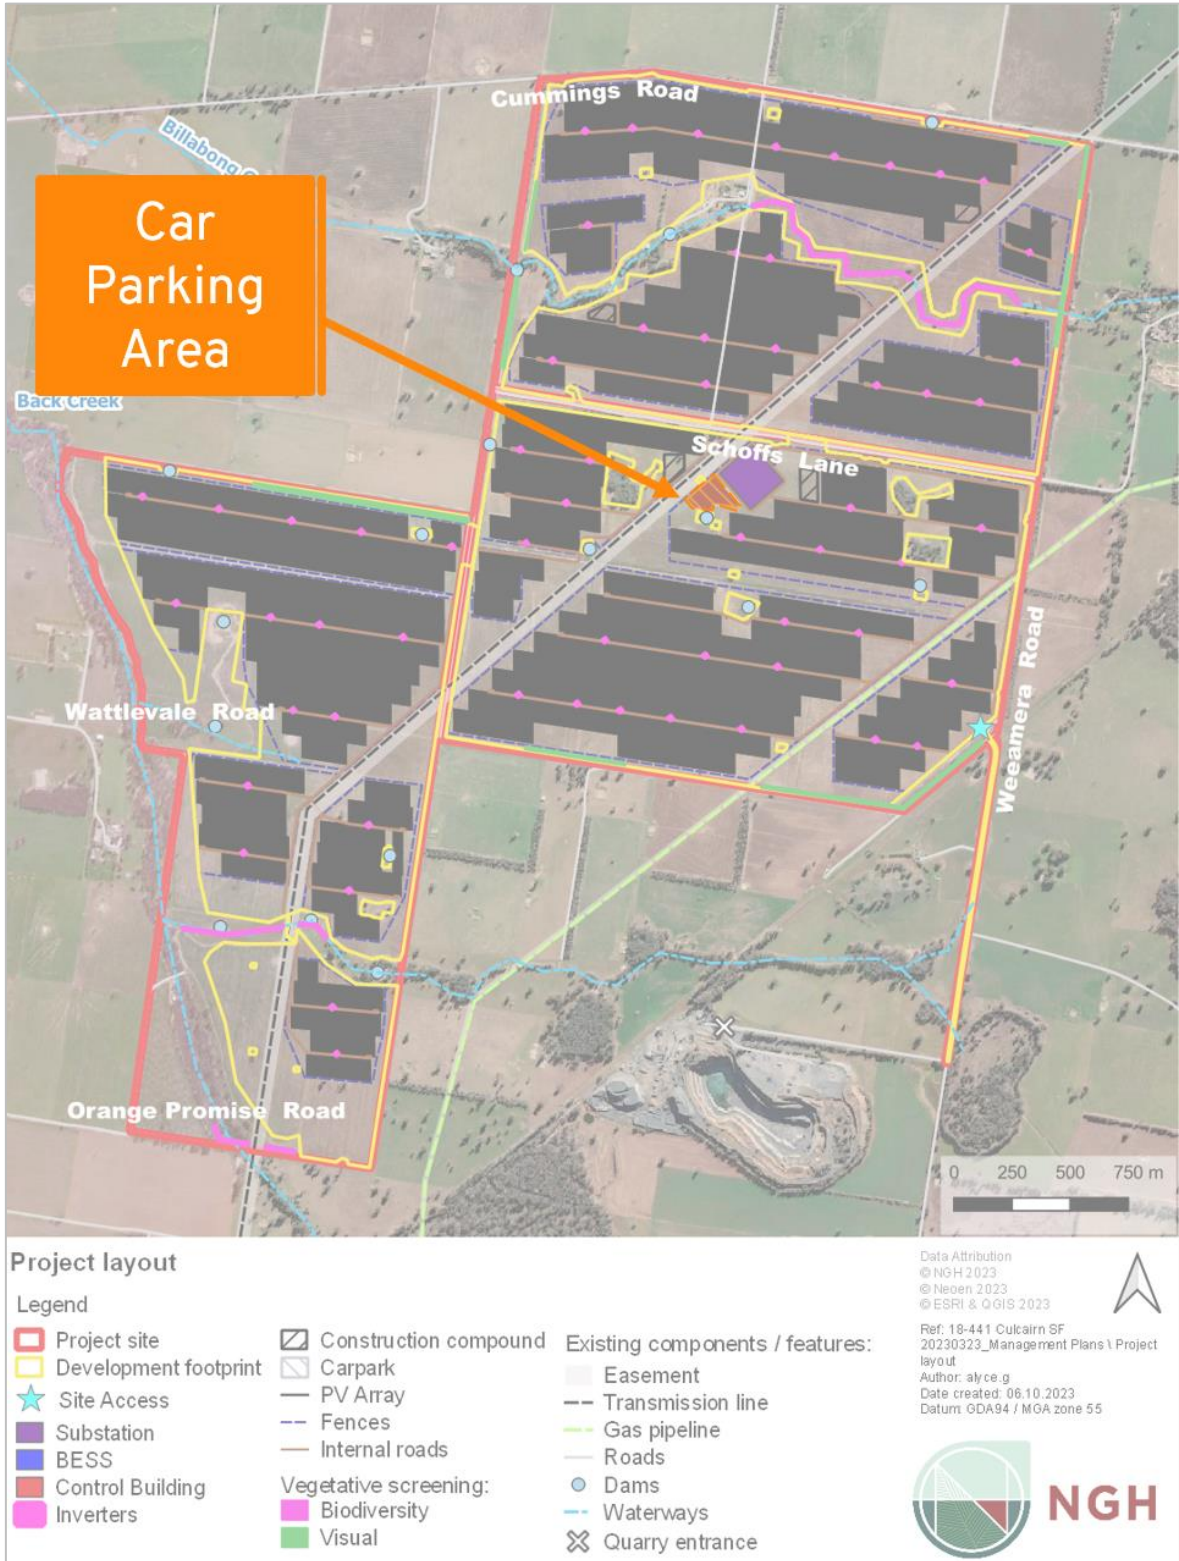 Cummings Road
Billabong
Car
Parking
Area
Back Creek
Schoffs Lane
Wattlevale Road
Weeamera Road
Orange Promise Road
0 250 500 750 m
Project layout
Legend
Project site
Development footprint
Site Access
Substation
BESS
Control Building
Inverters
Construction compound
Carpark
PV Array
Fences
Internal roads
Vegetative screening:
Biodiversity
Visual
Existing components / features:
Easement
Transmission line
Gas pipeline
Roads
Dams
Waterways
Quarry entrance
Data Attribution
© NGH 2023
© Neoen 2023
© ESRI & QGIS 2023
Ref: 18-441 Culcairn SF
20230323_Management Plans \ Project
layout
Author: alyce.g
Date created: 06.10.2023
Datum: GDA94 / MGA zone 55
NGH